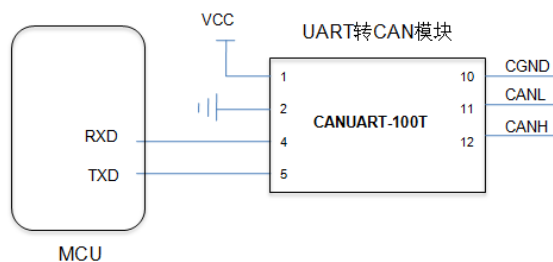 VCC
UART转CAN模块
1
10
CGND
2
CANUART-100T
11
CANL
RXD
4
12
CANH
TXD
5
MCU